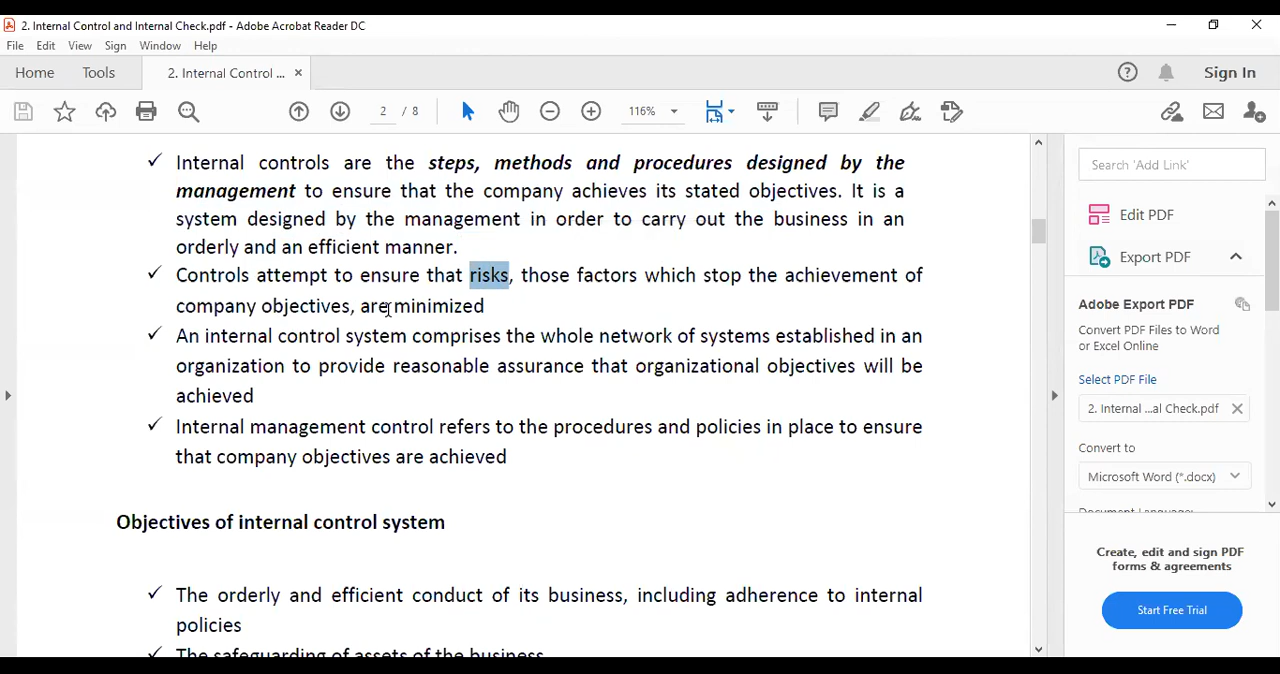 2. Internal Control and Internal Check.pdf - Adobe Acrobat Reader DC
File Edit View Sign Window Help
Home Tools 2. Internal Control ... × Sign In
2 / 8 116%
✓ Internal controls are the steps, methods and procedures designed by the
management to ensure that the company achieves its stated objectives. It is a
system designed by the management in order to carry out the business in an
orderly and an efficient manner.
✓ Controls attempt to ensure that risks, those factors which stop the achievement of
company objectives, are minimized
✓ An internal control system comprises the whole network of systems established in an
organization to provide reasonable assurance that organizational objectives will be
achieved
✓ Internal management control refers to the procedures and policies in place to ensure
that company objectives are achieved
Objectives of internal control system
✓ The orderly and efficient conduct of its business, including adherence to internal
policies
✓ The safeguarding of assets of the business
Search 'Add Link'
Edit PDF
Export PDF
Adobe Export PDF
Convert PDF Files to Word
or Excel Online
Select PDF File
2. Internal ...al Check.pdf
Convert to
Microsoft Word (*.docx)
Document Language:
Create, edit and sign PDF
forms & agreements
Start Free Trial